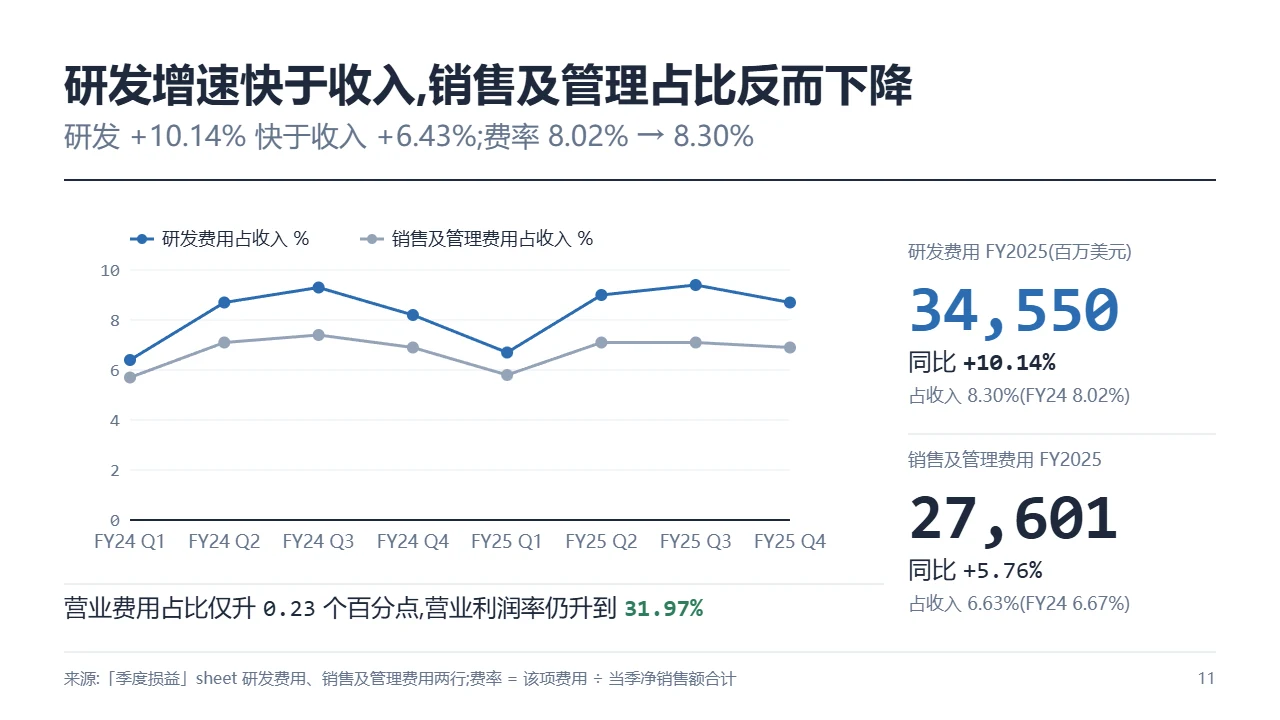 研发增速快于收入,销售及管理占比反而下降
研发 +10.14% 快于收入 +6.43%;费率 8.02% → 8.30%
研发费用占收入 %
销售及管理费用占收入 %
10
8
6
4
2
0
FY24 Q1
FY24 Q2
FY24 Q3
FY24 Q4
FY25 Q1
FY25 Q2
FY25 Q3
FY25 Q4
营业费用占比仅升 0.23 个百分点,营业利润率仍升到 31.97%
研发费用 FY2025(百万美元)
34,550
同比 +10.14%
占收入 8.30%(FY24 8.02%)
销售及管理费用 FY2025
27,601
同比 +5.76%
占收入 6.63%(FY24 6.67%)
来源:「季度损益」sheet 研发费用、销售及管理费用两行;费率 = 该项费用 ÷ 当季净销售额合计
11